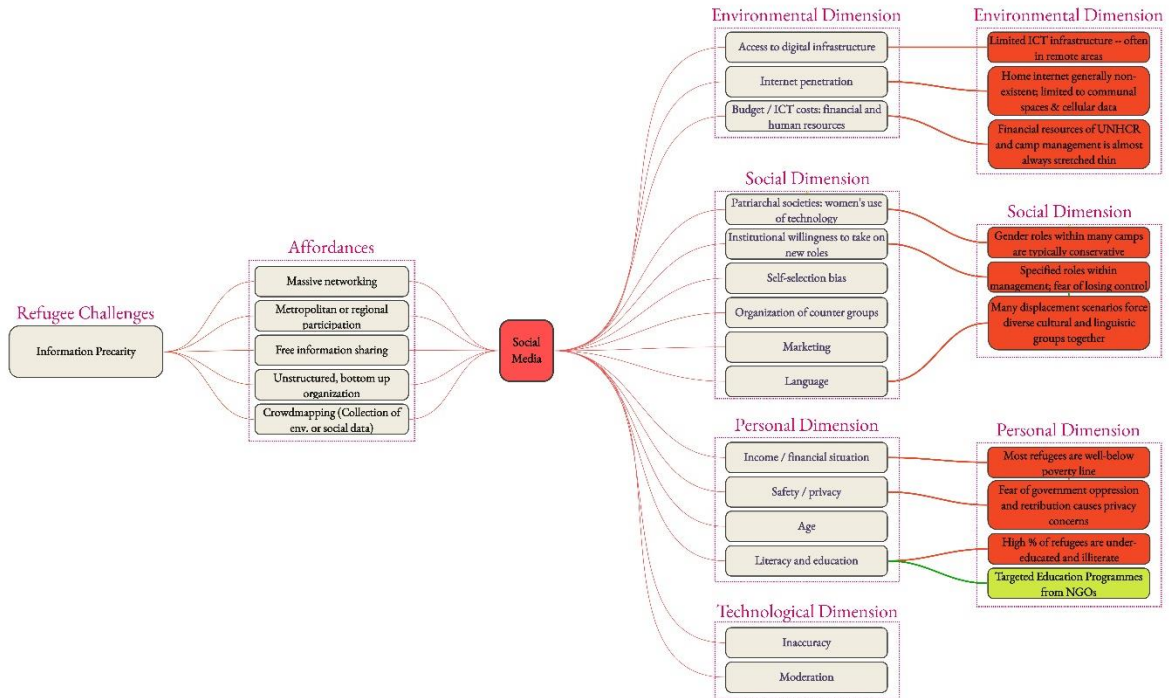 Refugee Challenges
Information Precarity
Affordances
Massive networking
Metropolitan or regional
participation
Free information sharing
Unstructured, bottom up
organization
Crowdmapping (Collection of
env. or social data)
Social
Media
Environmental Dimension
Access to digital infrastructure
Internet penetration
Budget / ICT costs: financial and
human resources
Social Dimension
Patriarchal societies: women's use
of technology
Institutional willingness to take on
new roles
Self-selection bias
Organization of counter groups
Marketing
Language
Personal Dimension
Income / financial situation
Safety / privacy
Age
Literacy and education
Technological Dimension
Inaccuracy
Moderation
Environmental Dimension
Limited ICT infrastructure -- often
in remote areas
Home internet generally non-
existent; limited to communal
spaces & cellular data
Financial resources of UNHCR
and camp management is almost
always stretched thin
Social Dimension
Gender roles within many camps
are typically conservative
Specified roles within
management; fear of losing control
Many displacement scenarios force
diverse cultural and linguistic
groups together
Personal Dimension
Most refugees are well-below
poverty line
Fear of government oppression
and retribution causes privacy
concerns
High % of refugees are under-
educated and illiterate
Targeted Education Programmes
from NGOs